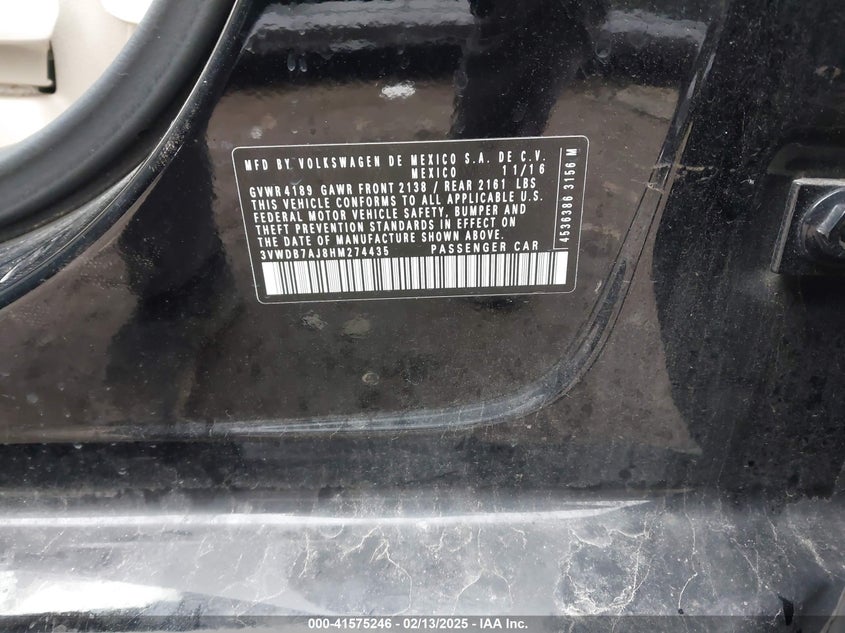 MFD BY VOLKSWAGEN DE MEXICO S.A. DE C.V.
MEXICO 11/16
GVWR 4189 GAWR FRONT 2138 / REAR 2161 LBS
THIS VEHICLE CONFORMS TO ALL APPLICABLE U.S.
FEDERAL MOTOR VEHICLE SAFETY, BUMPER AND
THEFT PREVENTION STANDARDS IN EFFECT ON
THE DATE OF MANUFACTURE SHOWN ABOVE.
3VWDB7AJ8HM274435 PASSENGER CAR
4536386 3156 M
000-41575246 - 02/13/2025 - IAA Inc.